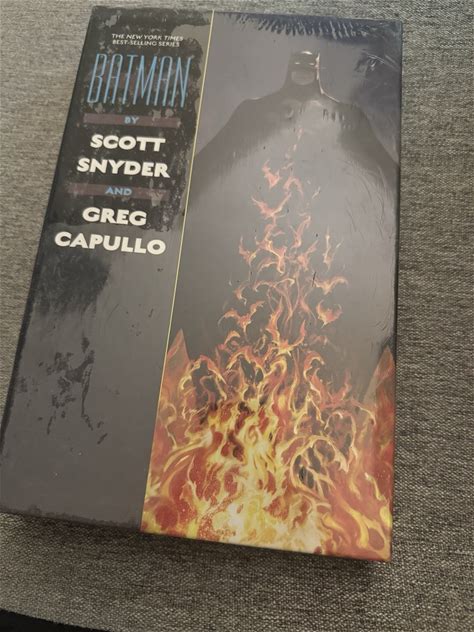 THE NEW YORK TIMES
BEST-SELLING SERIES
BATMAN
BY
SCOTT
SNYDER
AND
GREG
CAPULLO